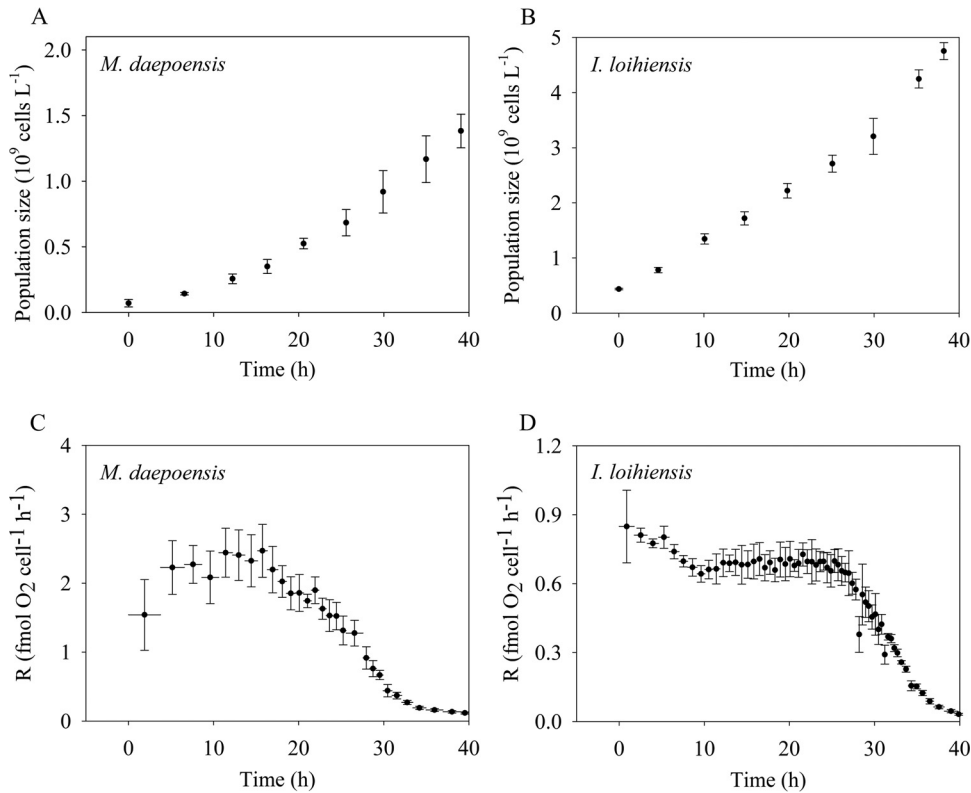 A
M. daepoensis
Population size (10⁹ cells L⁻¹)
2.0
1.5
1.0
0.5
0.0
0 10 20 30 40
Time (h)
B
I. loihiensis
Population size (10⁹ cells L⁻¹)
5
4
3
2
1
0
0 10 20 30 40
Time (h)
C
M. daepoensis
R (fmol O₂ cell⁻¹ h⁻¹)
4
3
2
1
0
0 10 20 30 40
Time (h)
D
I. loihiensis
R (fmol O₂ cell⁻¹ h⁻¹)
1.2
0.9
0.6
0.3
0.0
0 10 20 30 40
Time (h)